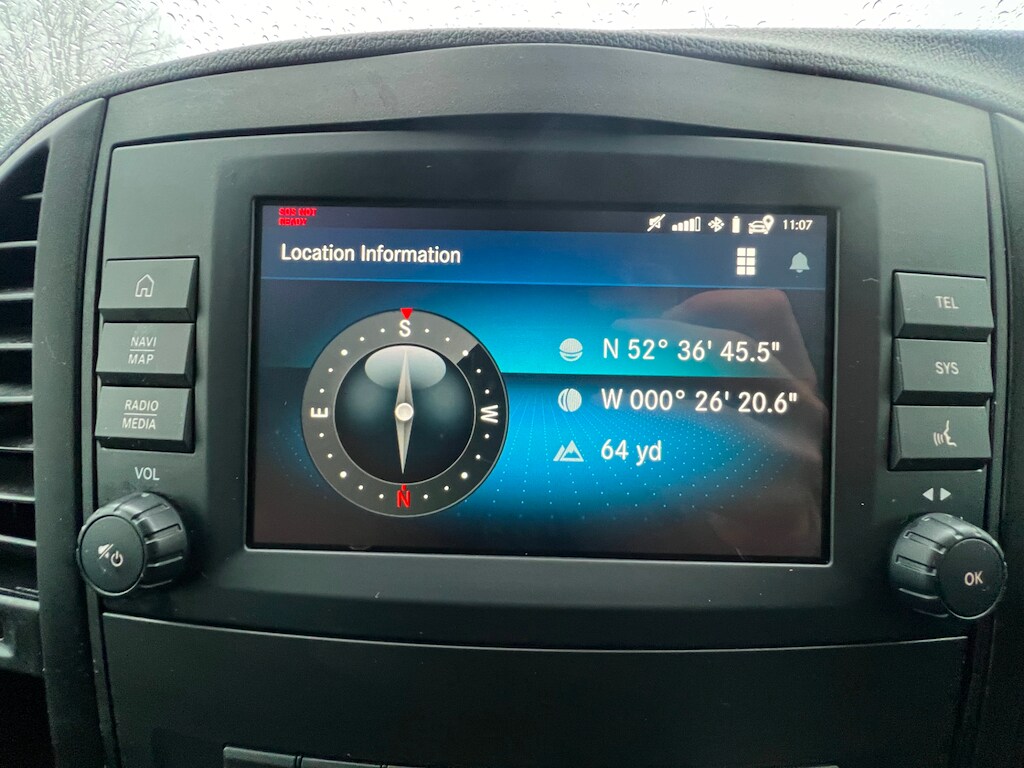 SOS NOT
READY
11:07
Location Information
S
E
W
N
N 52° 36' 45.5"
W 000° 26' 20.6"
64 yd
NAVI
MAP
RADIO
MEDIA
VOL
TEL
SYS
OK